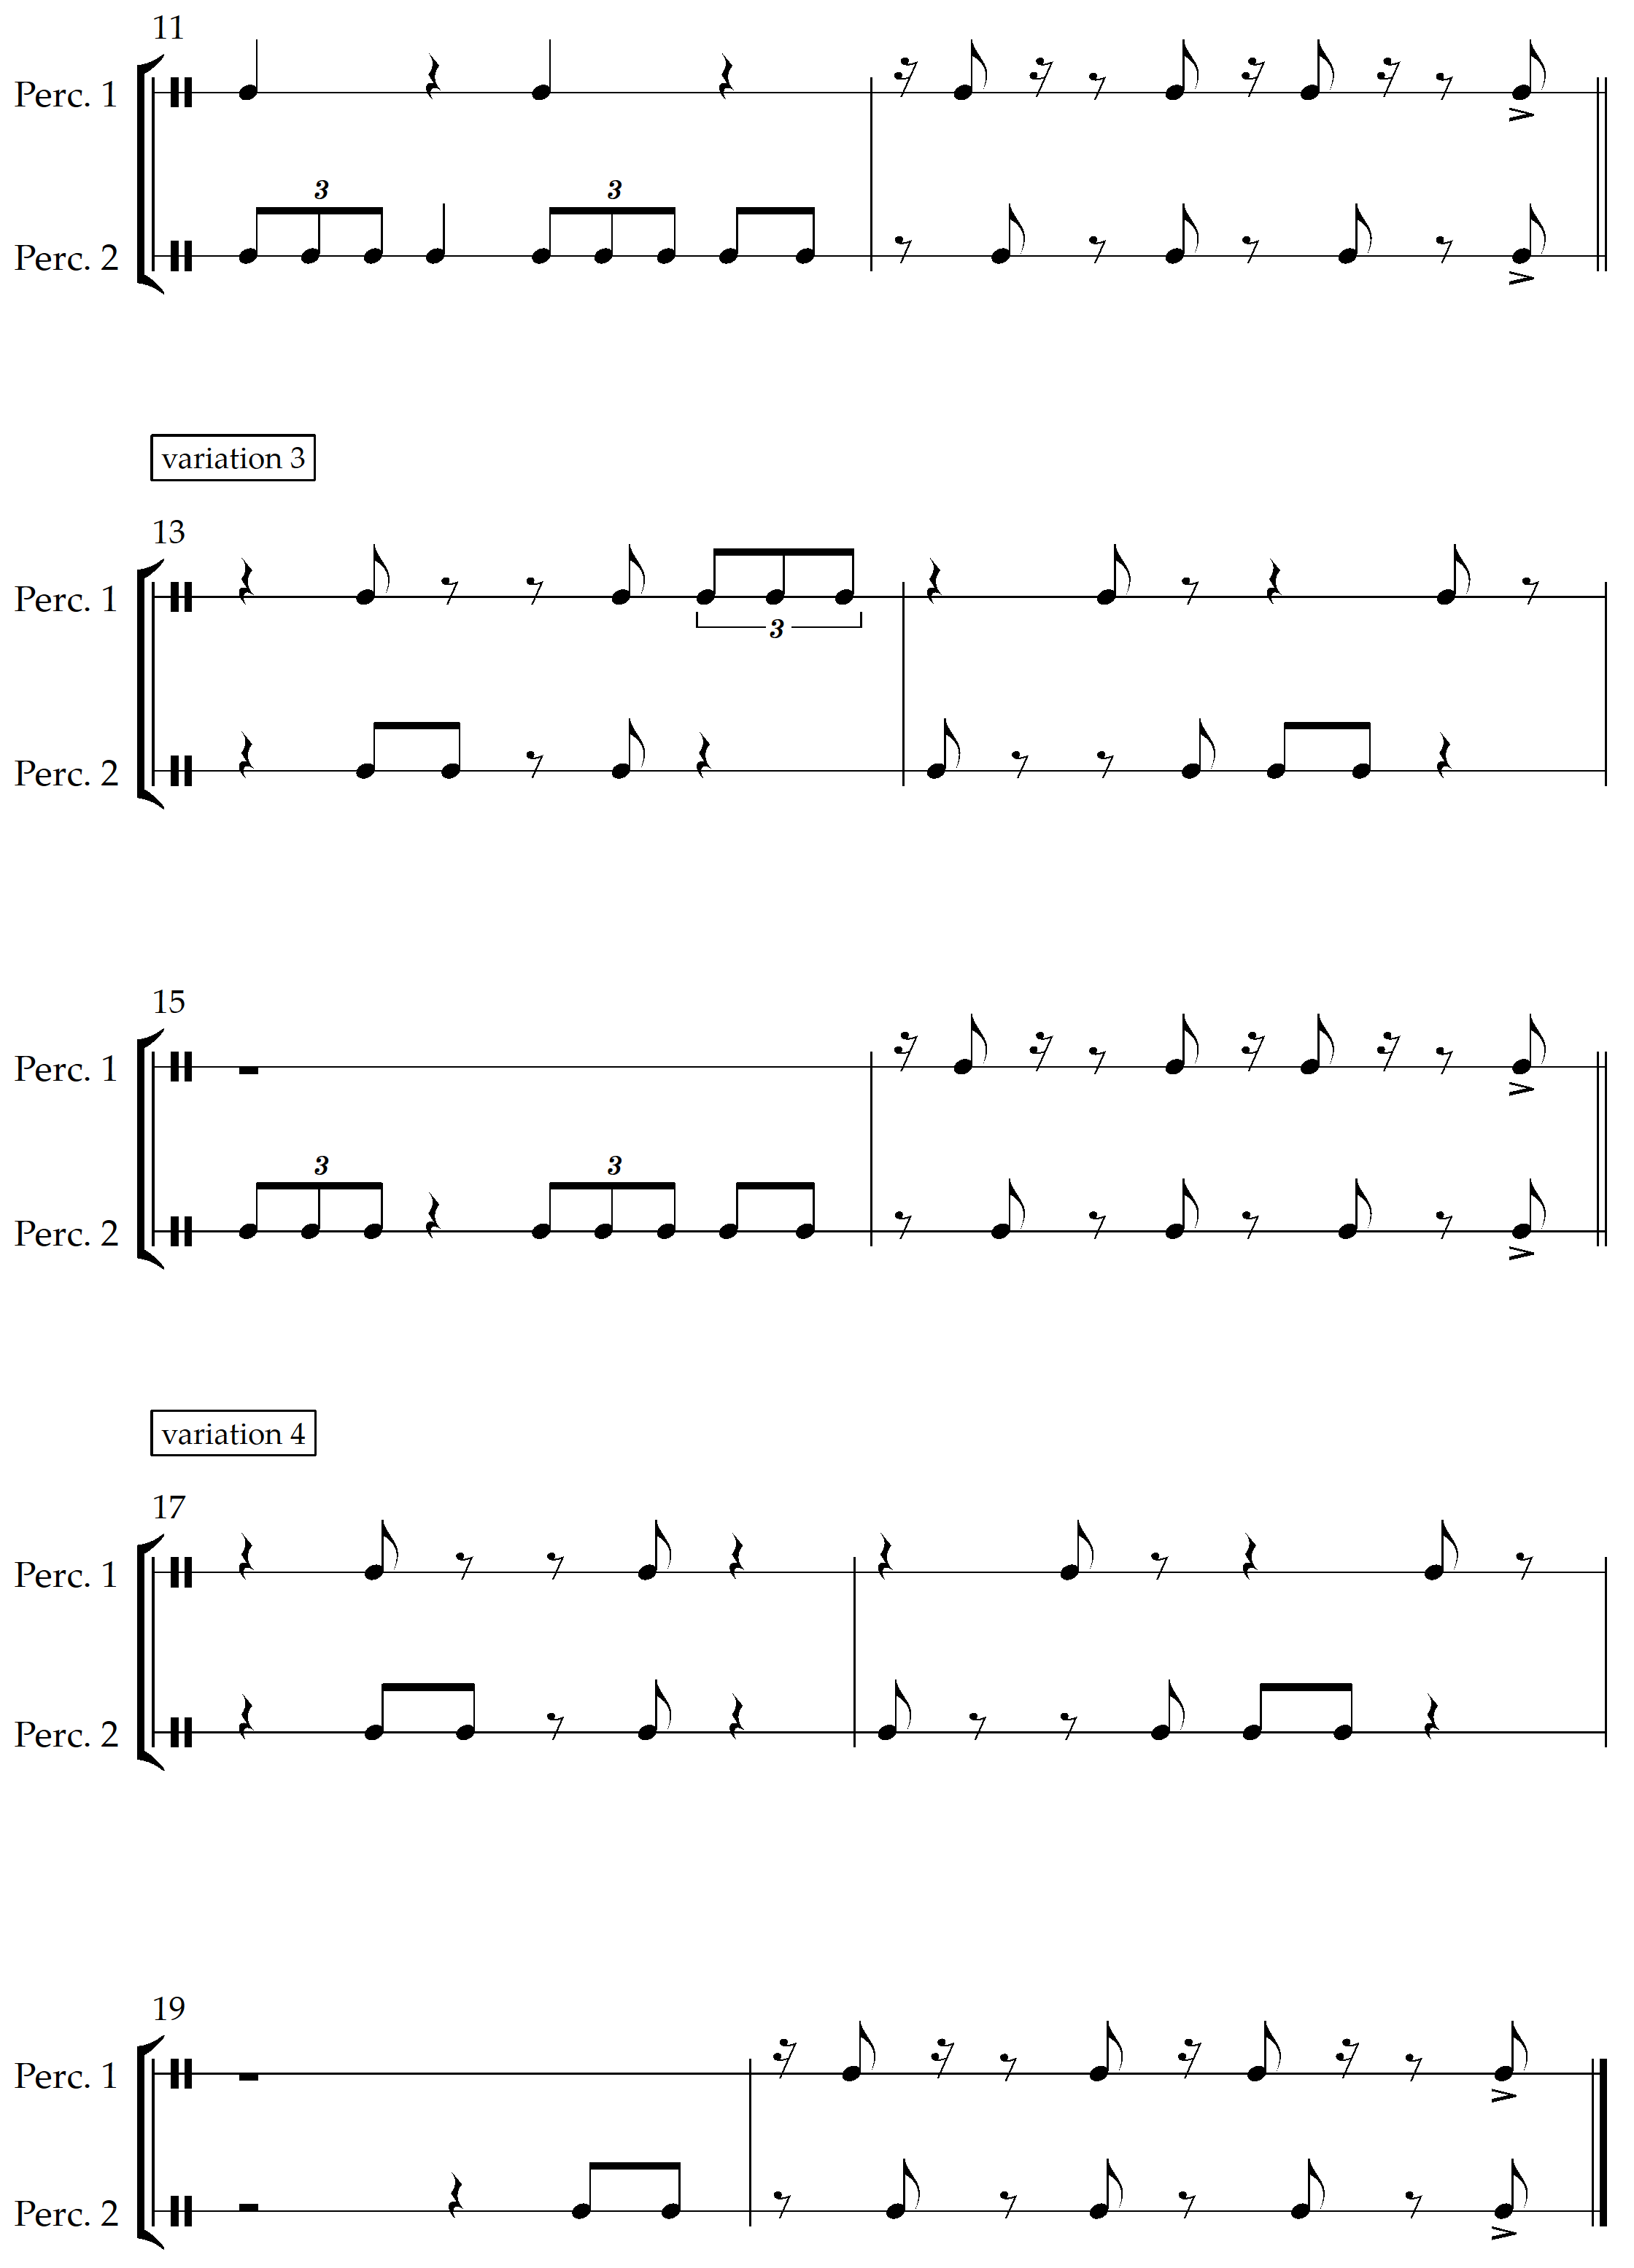 11
Perc. 1
3 3
Perc. 2
variation 3
13
Perc. 1
3
Perc. 2
15
Perc. 1
3 3
Perc. 2
variation 4
17
Perc. 1
Perc. 2
19
Perc. 1
Perc. 2